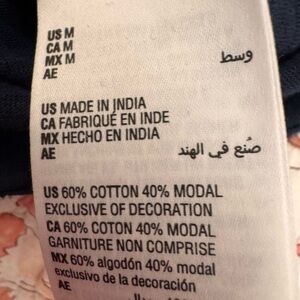 US M
CA M
MX M
AE وسط
US MADE IN INDIA
CA FABRIQUÉ EN INDE
MX HECHO EN INDIA
AE صُنع في الهند
US 60% COTTON 40% MODAL
EXCLUSIVE OF DECORATION
CA 60% COTON 40% MODAL
GARNITURE NON COMPRISE
MX 60% algodón 40% modal
exclusivo de la decoración
AE